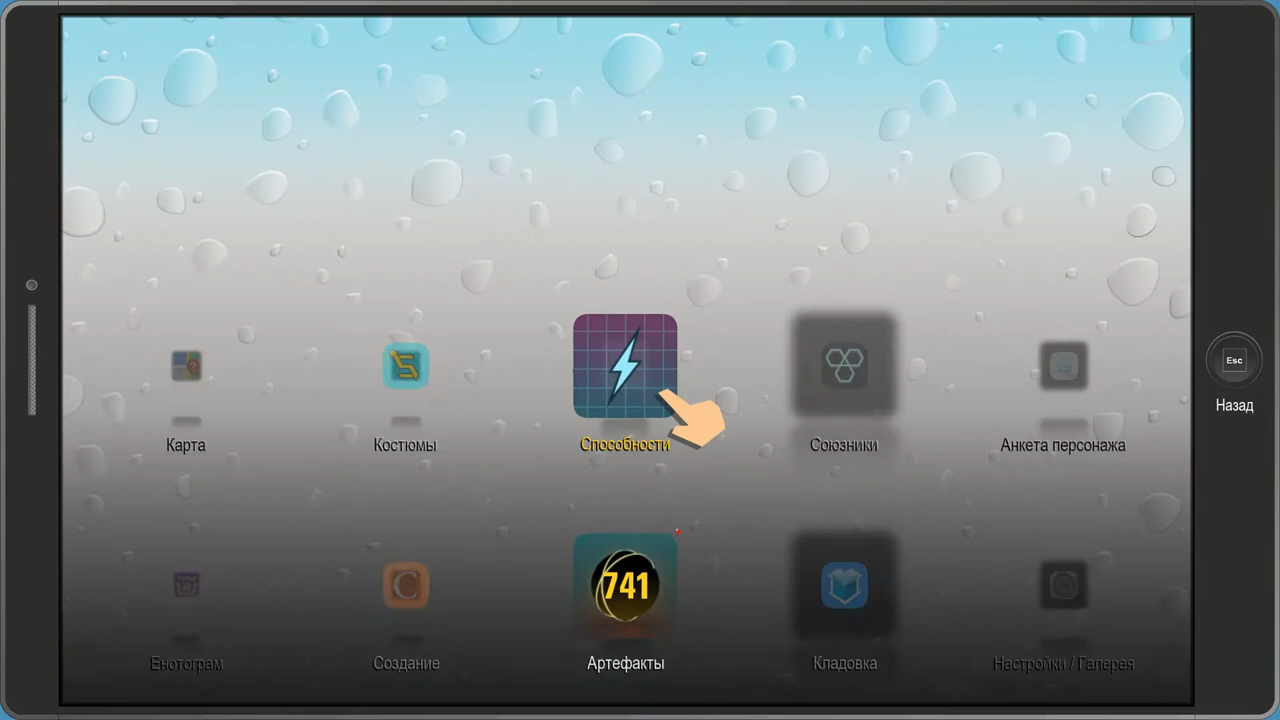 Карта
Костюмы
Способности
Союзники
Анкета персонажа
741
C
Енотограм
Создание
Артефакты
Кладовка
Настройки / Галерея
Esc
Назад